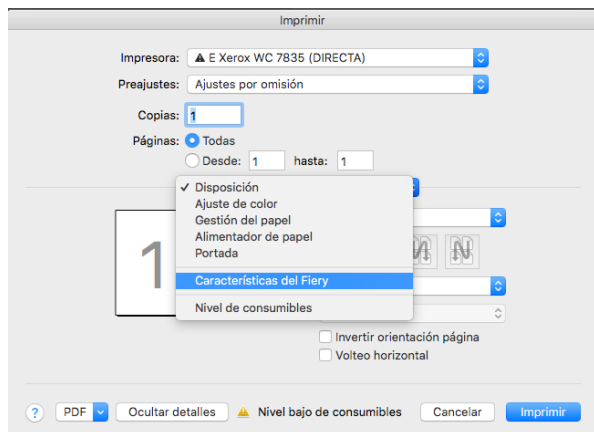 Imprimir
Impresora: E Xerox WC 7835 (DIRECTA)
Preajustes: Ajustes por omisión
Copias: 1
Páginas: Todas
Desde: 1 hasta: 1
✓ Disposición
Ajuste de color
Gestión del papel
Alimentador de papel
Portada
Características del Fiery
Nivel de consumibles
1
Invertir orientación página
Volteo horizontal
? PDF Ocultar detalles Nivel bajo de consumibles Cancelar Imprimir